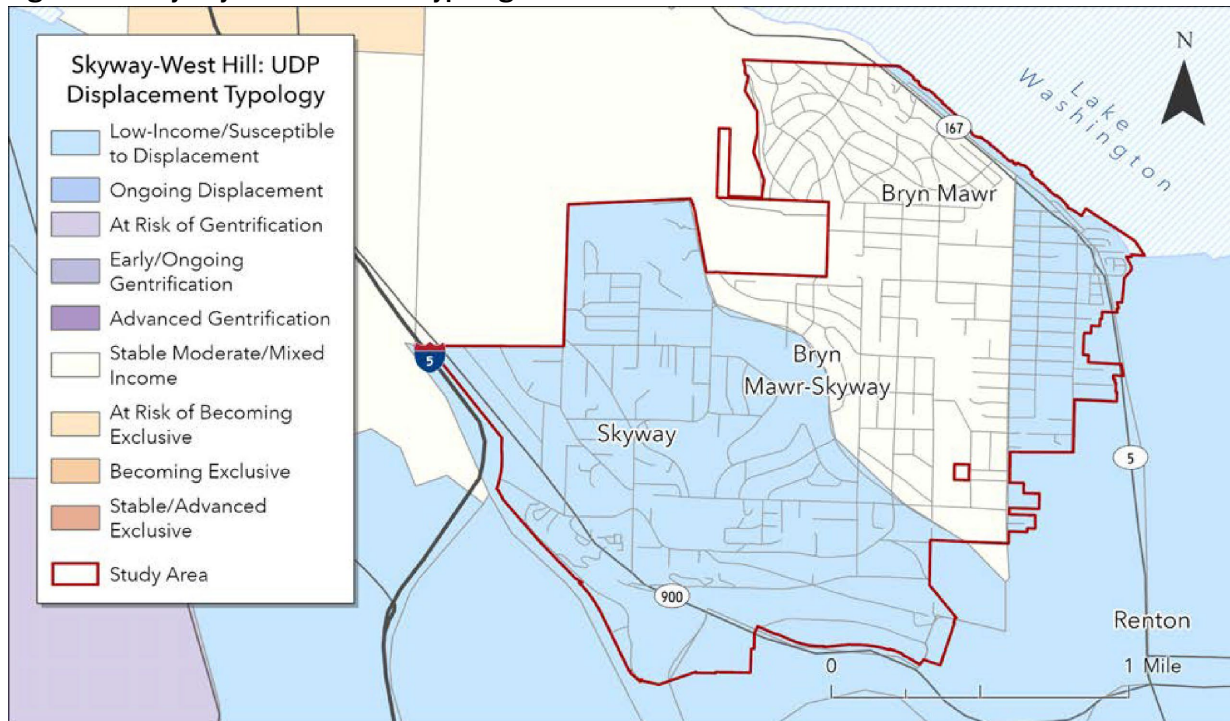 Skyway-West Hill: UDP
Displacement Typology
Low-Income/Susceptible
to Displacement
Ongoing Displacement
At Risk of Gentrification
Early/Ongoing
Gentrification
Advanced Gentrification
Stable Moderate/Mixed
Income
At Risk of Becoming
Exclusive
Becoming Exclusive
Stable/Advanced
Exclusive
Study Area
N
Lake
Washington
167
Bryn Mawr
5
Bryn
Mawr-Skyway
Skyway
5
900
Renton
0
1 Mile